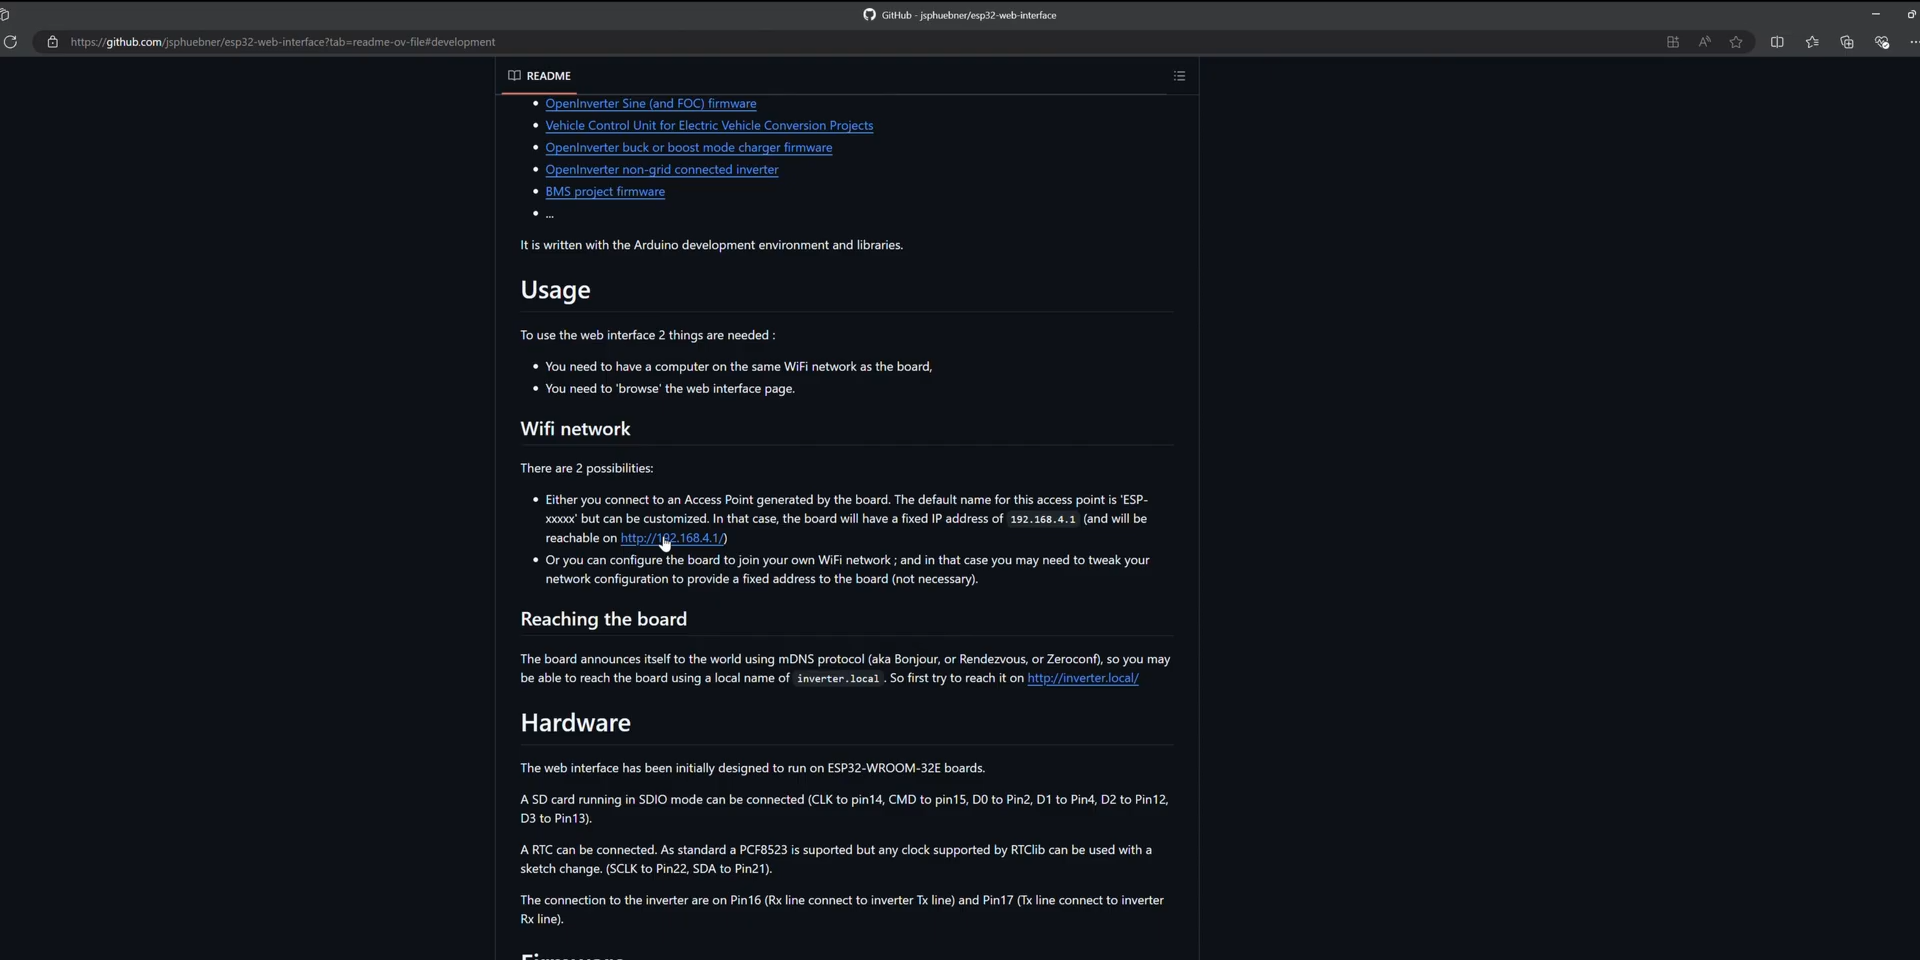 GitHub - jsphuebner/esp32-web-interface
https://github.com/jsphuebner/esp32-web-interface?tab=readme-ov-file#development
README
• OpenInverter Sine (and FOC) firmware
• Vehicle Control Unit for Electric Vehicle Conversion Projects
• OpenInverter buck or boost mode charger firmware
• OpenInverter non-grid connected inverter
• BMS project firmware
• ...
It is written with the Arduino development environment and libraries.
Usage
To use the web interface 2 things are needed :
• You need to have a computer on the same WiFi network as the board,
• You need to 'browse' the web interface page.
Wifi network
There are 2 possibilities:
• Either you connect to an Access Point generated by the board. The default name for this access point is 'ESP-
xxxxx' but can be customized. In that case, the board will have a fixed IP address of 192.168.4.1 (and will be
reachable on http://192.168.4.1/)
• Or you can configure the board to join your own WiFi network ; and in that case you may need to tweak your
network configuration to provide a fixed address to the board (not necessary).
Reaching the board
The board announces itself to the world using mDNS protocol (aka Bonjour, or Rendezvous, or Zeroconf), so you may
be able to reach the board using a local name of inverter.local . So first try to reach it on http://inverter.local/
Hardware
The web interface has been initially designed to run on ESP32-WROOM-32E boards.
A SD card running in SDIO mode can be connected (CLK to pin14, CMD to pin15, D0 to Pin2, D1 to Pin4, D2 to Pin12,
D3 to Pin13).
A RTC can be connected. As standard a PCF8523 is suported but any clock supported by RTClib can be used with a
sketch change. (SCLK to Pin22, SDA to Pin21).
The connection to the inverter are on Pin16 (Rx line connect to inverter Tx line) and Pin17 (Tx line connect to inverter
Rx line).